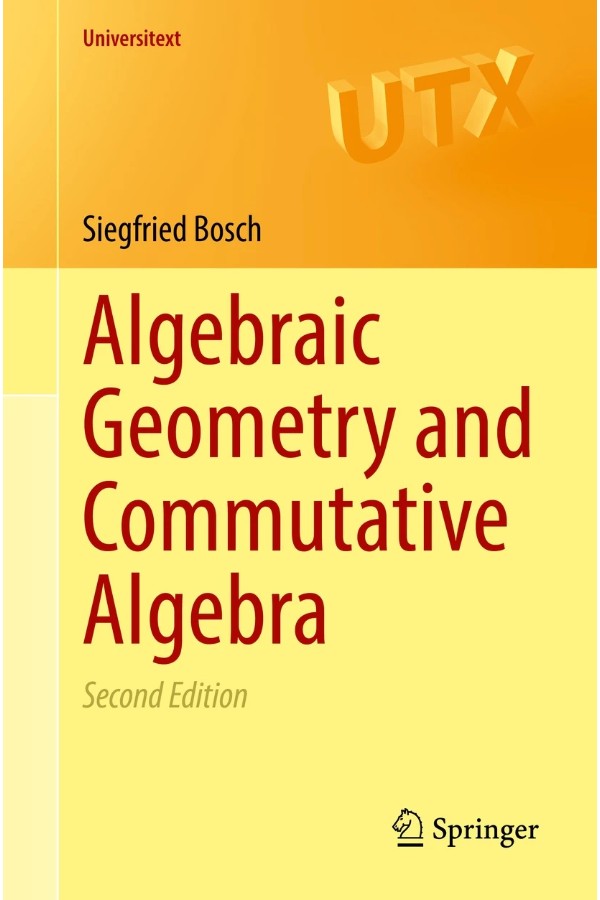 Universitext
UTX
Siegfried Bosch
Algebraic
Geometry and
Commutative
Algebra
Second Edition
Springer